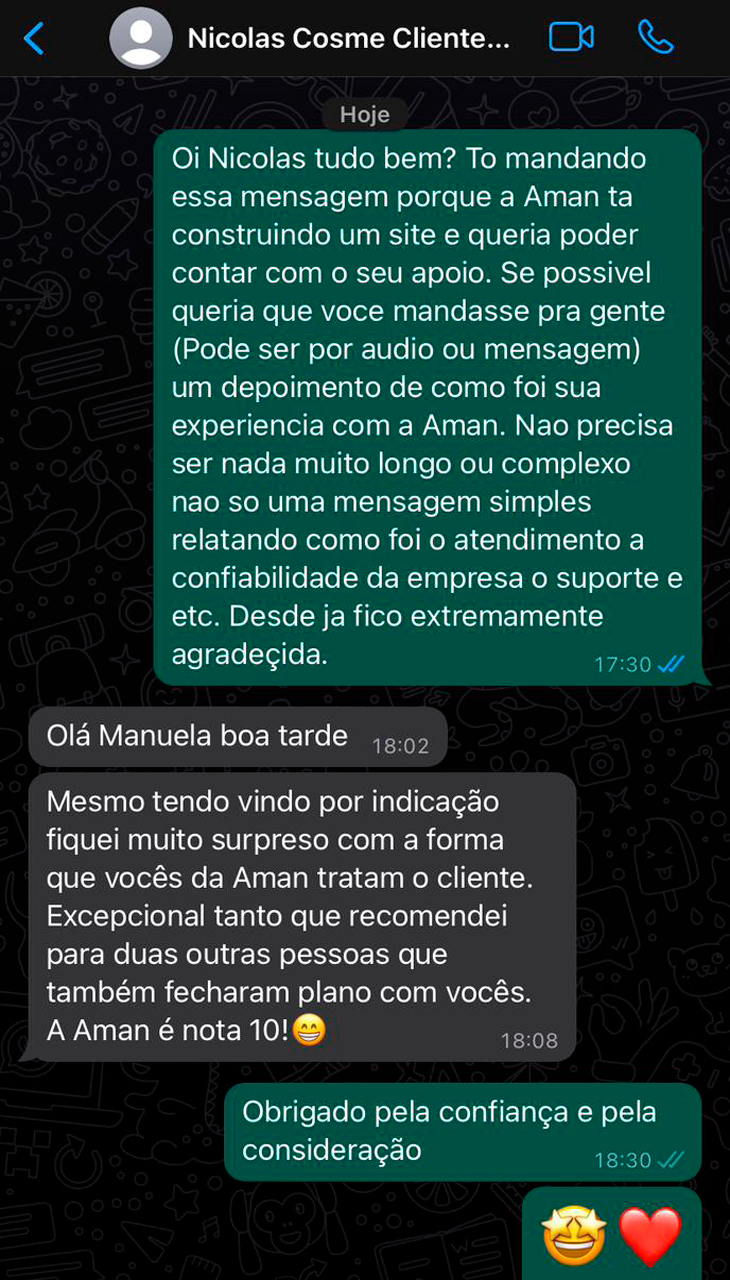 Nicolas Cosme Cliente...
Hoje
Oi Nicolas tudo bem? To mandando
essa mensagem porque a Aman ta
construindo um site e queria poder
contar com o seu apoio. Se possivel
queria que voce mandasse pra gente
(Pode ser por audio ou mensagem)
um depoimento de como foi sua
experiencia com a Aman. Nao precisa
ser nada muito longo ou complexo
nao so uma mensagem simples
relatando como foi o atendimento a
confiabilidade da empresa o suporte e
etc. Desde ja fico extremamente
agradeçida.
17:30
Olá Manuela boa tarde
18:02
Mesmo tendo vindo por indicação
fiquei muito surpreso com a forma
que vocês da Aman tratam o cliente.
Excepcional tanto que recomendei
para duas outras pessoas que
também fecharam plano com vocês.
A Aman é nota 10!😁
18:08
Obrigado pela confiança e pela
consideração
18:30
🤩❤️